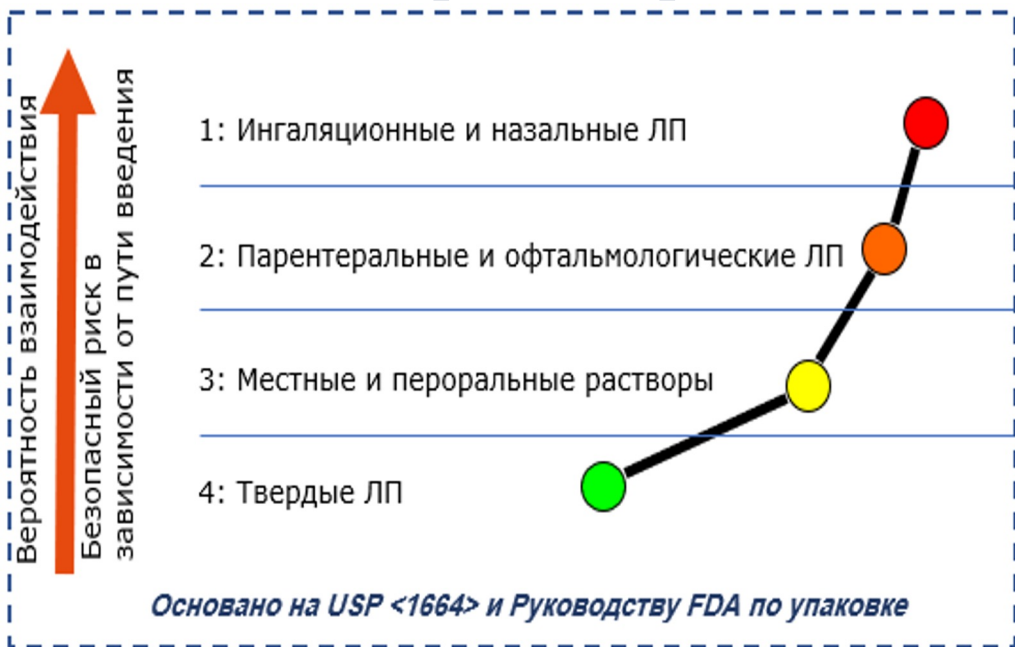 Вероятность взаимодействия
Безопасный риск в
зависимости от пути введения
1: Ингаляционные и назальные ЛП
2: Парентеральные и офтальмологические ЛП
3: Местные и пероральные растворы
4: Твердые ЛП
Основано на USP <1664> и Руководству FDA по упаковке